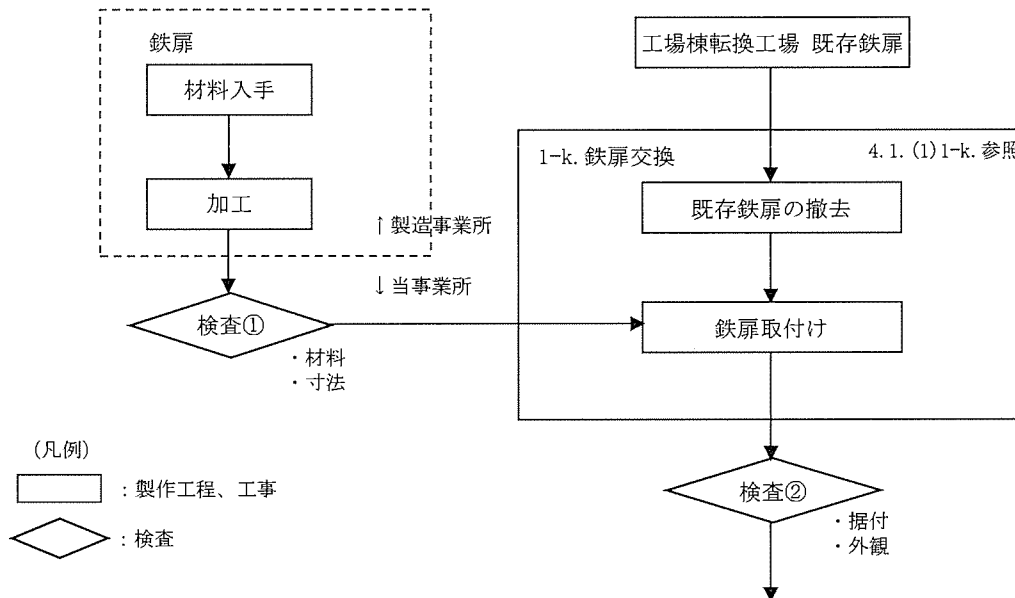 鉄扉
材料入手
加工
↑製造事業所
↓当事業所
検査①
・材料
・寸法
工場棟転換工場 既存鉄扉
1-k. 鉄扉交換
4.1.(1)1-k. 参照
既存鉄扉の撤去
鉄扉取付け
検査②
・据付
・外観
(凡例)
：製作工程、工事
：検査